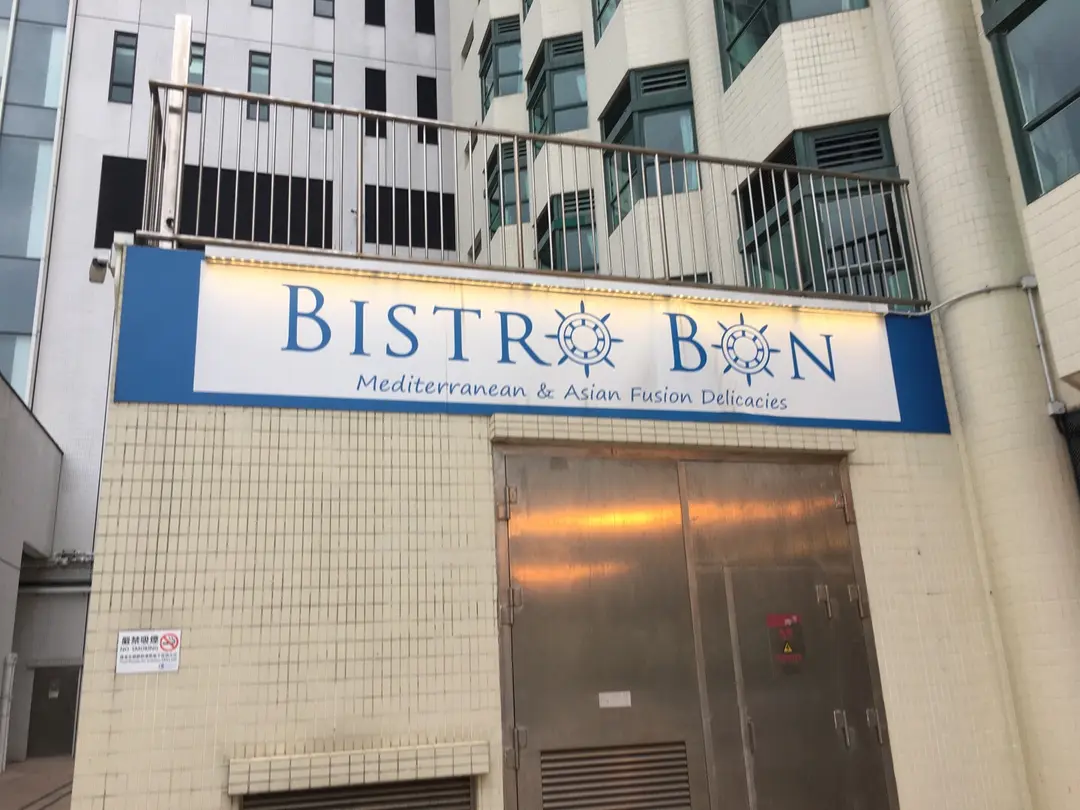 BISTRO BON
Mediterranean & Asian Fusion Delicacies
嚴禁吸煙
NO SMOKING